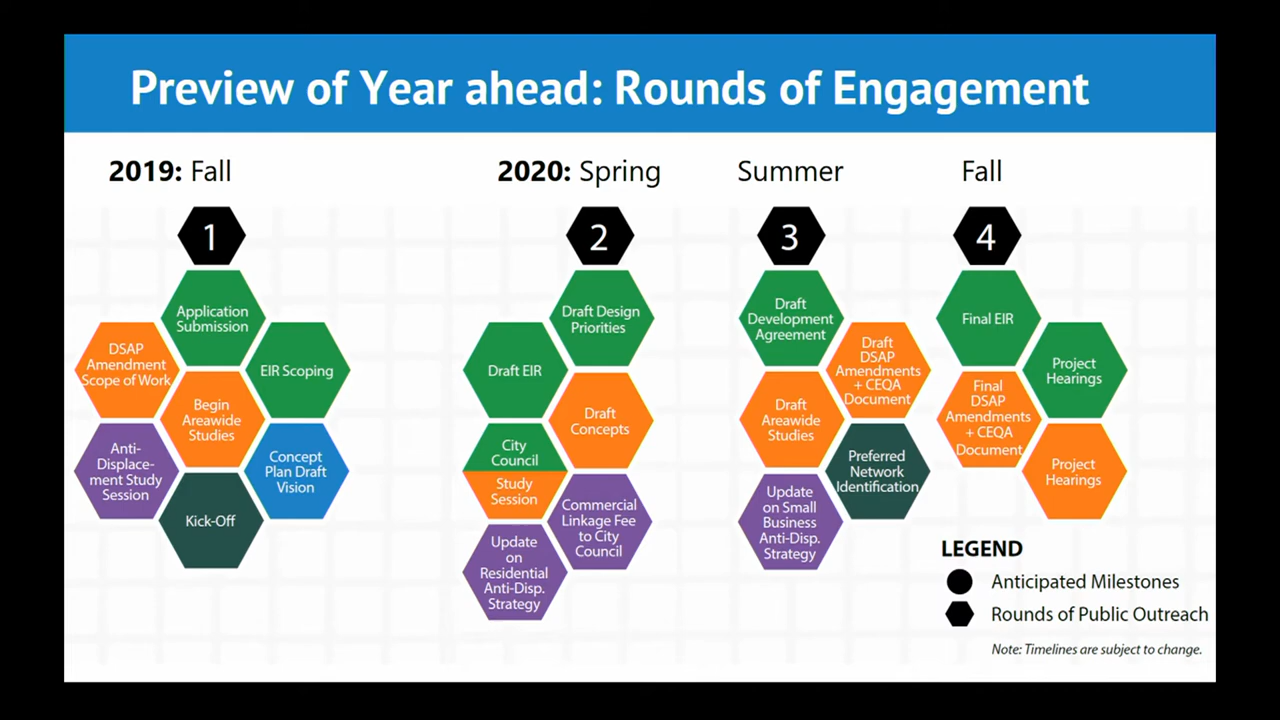 Preview of Year ahead: Rounds of Engagement
2019: Fall
2020: Spring
Summer
Fall
1
Application
Submission
DSAP
Amendment
Scope of Work
EIR Scoping
Begin
Areawide
Studies
Anti-
Displace-
ment Study
Session
Concept
Plan Draft
Vision
Kick-Off
2
Draft Design
Priorities
Draft EIR
Draft
Concepts
City
Council
Study
Session
Commercial
Linkage Fee
to City
Council
Update
on
Residential
Anti-Disp.
Strategy
3
Draft
Development
Agreement
Draft
DSAP
Amendments
+ CEQA
Document
Draft
Areawide
Studies
Preferred
Network
Identification
Update
on Small
Business
Anti-Disp.
Strategy
4
Final EIR
Project
Hearings
Final
DSAP
Amendments
+ CEQA
Document
Project
Hearings
LEGEND
Anticipated Milestones
Rounds of Public Outreach
Note: Timelines are subject to change.